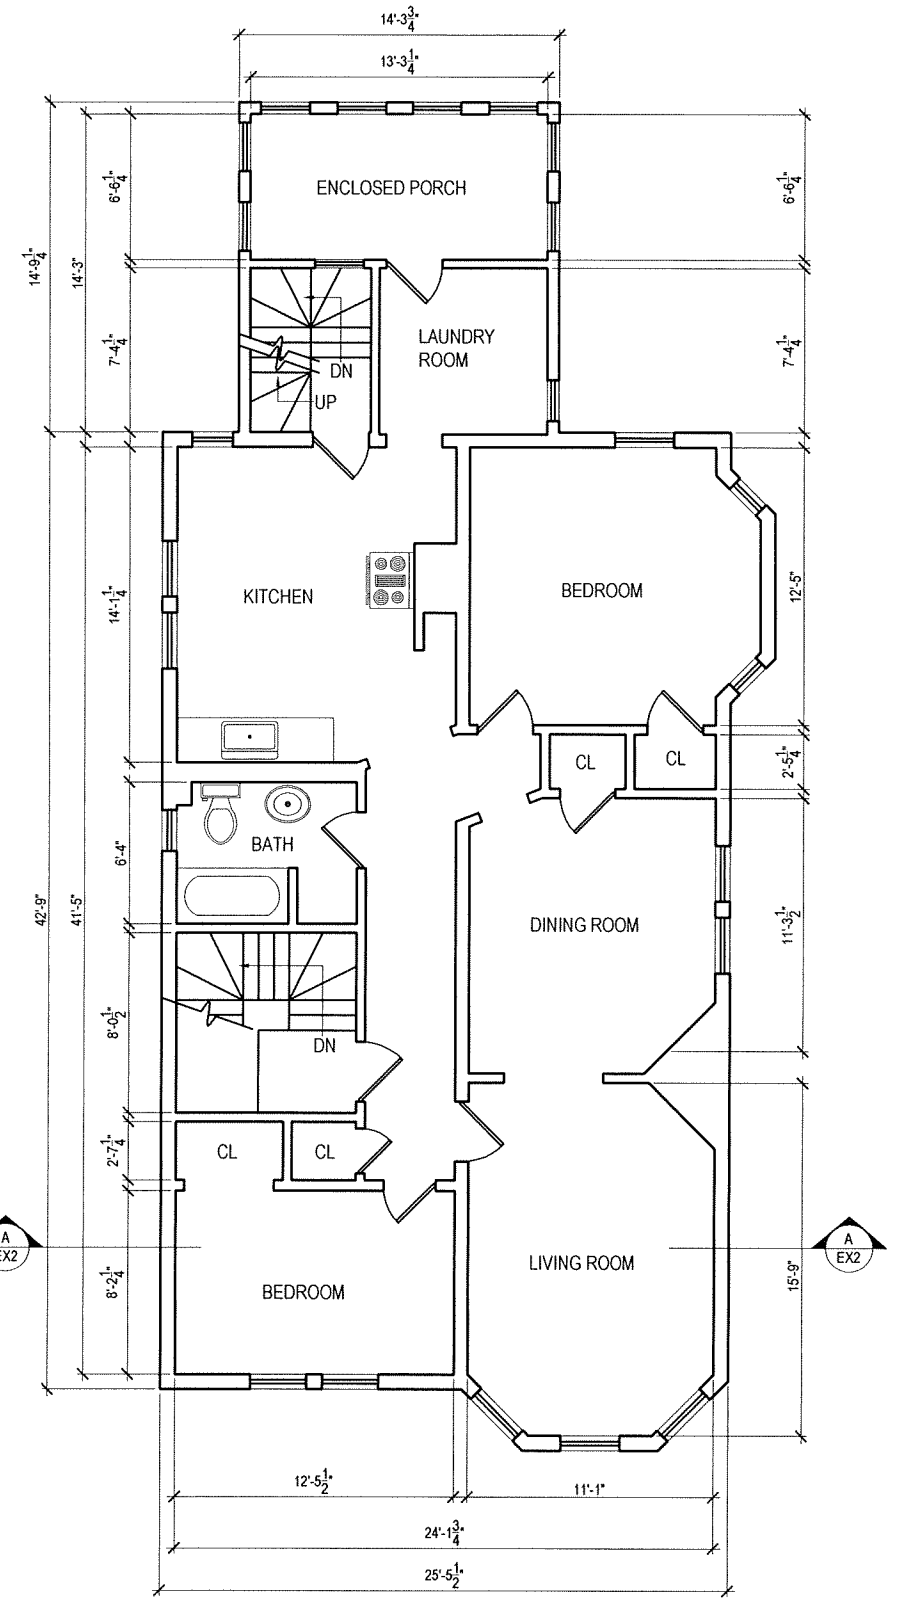 14'-3 3/4"
13'-3 1/4"
6'-6 1/4"
ENCLOSED PORCH
6'-6 1/4"
14'-9 1/4"
14'-3"
7'-4 1/4"
LAUNDRY
ROOM
7'-4 1/4"
DN
UP
14'-1 1/4"
KITCHEN
BEDROOM
12'-5"
CL
CL
2'-5 1/4"
6'-4"
BATH
42'-9"
41'-5"
DINING ROOM
11'-3 1/2"
8'-0 1/2"
DN
2'-7 1/4"
CL
CL
A
EX2
A
EX2
8'-2 1/4"
BEDROOM
LIVING ROOM
15'-9"
12'-5 1/2"
11'-1"
24'-1 3/4"
25'-5 1/2"